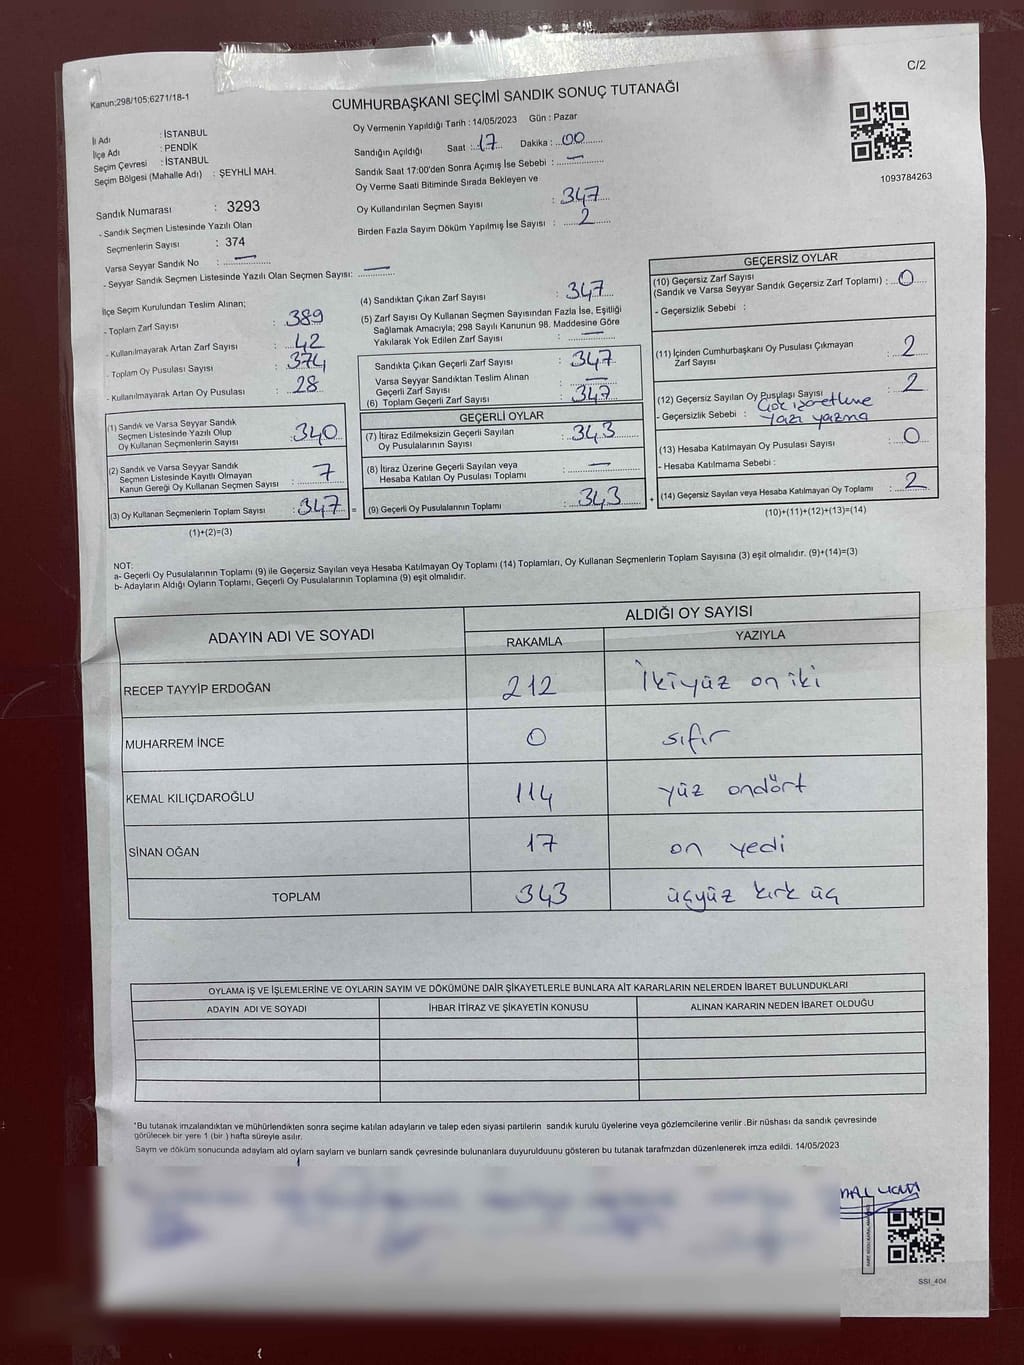 C/2
Kanun:298/105;6271/18-1
CUMHURBAŞKANI SEÇİMİ SANDIK SONUÇ TUTANAĞI
İl Adı : İSTANBUL
İlçe Adı : PENDİK
Seçim Çevresi : İSTANBUL
Seçim Bölgesi (Mahalle Adı) : ŞEYHLİ MAH.
Sandık Numarası : 3293
- Sandık Seçmen Listesinde Yazılı Olan
Seçmenlerin Sayısı : 374
Varsa Seyyar Sandık No : —
- Seyyar Sandık Seçmen Listesinde Yazılı Olan Seçmen Sayısı: —
Oy Vermenin Yapıldığı Tarih : 14/05/2023 Gün : Pazar
Sandığın Açıldığı Saat : 17 Dakika : 00
Sandık Saat 17:00'den Sonra Açımış İse Sebebi : —
Oy Verme Saati Bitiminde Sırada Bekleyen ve
Oy Kullandırılan Seçmen Sayısı : 347
Birden Fazla Sayım Döküm Yapılmış İse Sayısı : 2
1093784263
İlçe Seçim Kurulundan Teslim Alınan;
- Toplam Zarf Sayısı : 389
- Kullanılmayarak Artan Zarf Sayısı : 42
- Toplam Oy Pusulası Sayısı : 374
- Kullanılmayarak Artan Oy Pusulası : 28
(1) Sandık ve Varsa Seyyar Sandık
Seçmen Listesinde Yazılı Olup
Oy Kullanan Seçmenlerin Sayısı : 340
(2) Sandık ve Varsa Seyyar Sandık
Seçmen Listesinde Kayıtlı Olmayan
Kanun Gereği Oy Kullanan Seçmen Sayısı : 7
(3) Oy Kullanan Seçmenlerin Toplam Sayısı : 347 =
(1)+(2)=(3)
(4) Sandıktan Çıkan Zarf Sayısı : 347
(5) Zarf Sayısı Oy Kullanan Seçmen Sayısından Fazla İse, Eşitliği
Sağlamak Amacıyla; 298 Sayılı Kanunun 98. Maddesine Göre
Yakılarak Yok Edilen Zarf Sayısı : —
Sandıkta Çıkan Geçerli Zarf Sayısı : 347
Varsa Seyyar Sandıktan Teslim Alınan
Geçerli Zarf Sayısı : —
(6) Toplam Geçerli Zarf Sayısı : 347
GEÇERLİ OYLAR
(7) İtiraz Edilmeksizin Geçerli Sayılan
Oy Pusulalarının Sayısı : 343
(8) İtiraz Üzerine Geçerli Sayılan veya
Hesaba Katılan Oy Pusulası Toplamı : —
(9) Geçerli Oy Pusulalarının Toplamı : 343 +
GEÇERSİZ OYLAR
(10) Geçersiz Zarf Sayısı
(Sandık ve Varsa Seyyar Sandık Geçersiz Zarf Toplamı) : 0
- Geçersizlik Sebebi :
(11) İçinden Cumhurbaşkanı Oy Pusulası Çıkmayan
Zarf Sayısı : 2
(12) Geçersiz Sayılan Oy Pusulası Sayısı : 2
- Geçersizlik Sebebi : Çok işaretleme
Yazı yazma
(13) Hesaba Katılmayan Oy Pusulası Sayısı : 0
- Hesaba Katılmama Sebebi :
(14) Geçersiz Sayılan veya Hesaba Katılmayan Oy Toplamı : 2
(10)+(11)+(12)+(13)=(14)
NOT:
a- Geçerli Oy Pusulalarının Toplamı (9) ile Geçersiz Sayılan veya Hesaba Katılmayan Oy Toplamı (14) Toplamları, Oy Kullanan Seçmenlerin Toplam Sayısına (3) eşit olmalıdır. (9)+(14)=(3)
b- Adayların Aldığı Oyların Toplamı, Geçerli Oy Pusulalarının Toplamına (9) eşit olmalıdır.
ADAYIN ADI VE SOYADI ALDIĞI OY SAYISI
RAKAMLA YAZIYLA
RECEP TAYYİP ERDOĞAN 212 İkiyüz on iki
MUHARREM İNCE 0 sıfır
KEMAL KILIÇDAROĞLU 114 yüz ondört
SİNAN OĞAN 17 on yedi
TOPLAM 343 üçyüz kırk üç
OYLAMA İŞ VE İŞLEMLERİNE VE OYLARIN SAYIM VE DÖKÜMÜNE DAİR ŞİKAYETLERLE BUNLARA AİT KARARLARIN NELERDEN İBARET BULUNDUKLARI
ADAYIN ADI VE SOYADI İHBAR İTİRAZ VE ŞİKAYETİN KONUSU ALINAN KARARIN NEDEN İBARET OLDUĞU
*Bu tutanak imzalandıktan ve mühürlendikten sonra seçime katılan adayların ve talep eden siyasi partilerin sandık kurulu üyelerine veya gözlemcilerine verilir .Bir nüshası da sandık çevresinde
görülecek bir yere 1 (bir ) hafta süreyle asılır.
Saym ve döküm sonucunda adaylarn ald oylarn saylarn ve bunlarn sandk çevresinde bulunanlara duyurulduunu gösteren bu tutanak tarafmzdan düzenlenerek imza edildi. 14/05/2023
SSI_404